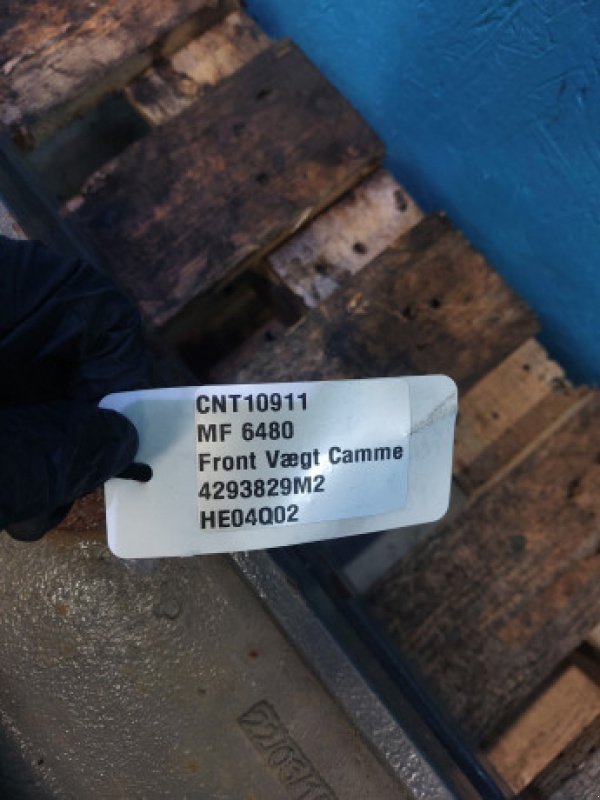 CNT10911
MF 6480
Front Vægt Camme
4293829M2
HE04Q02